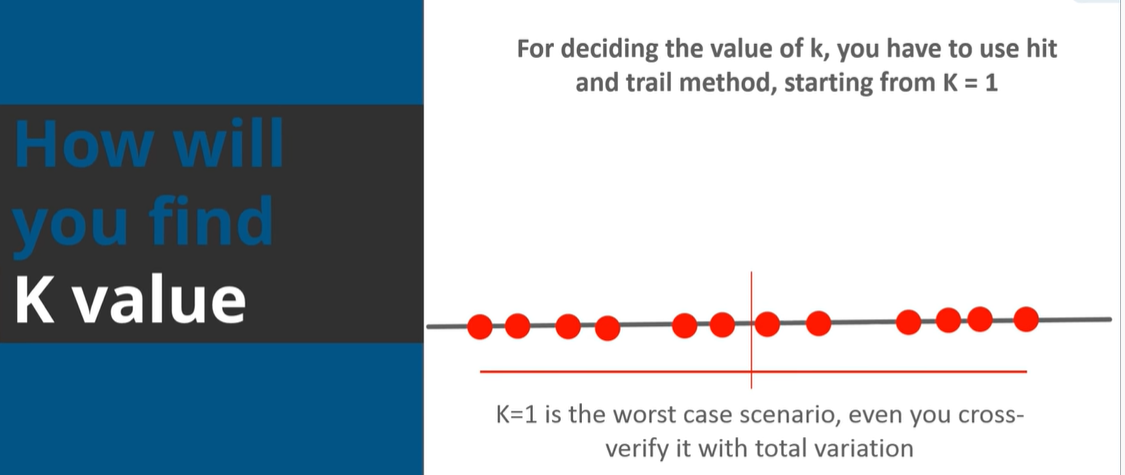 How will
you find
K value
For deciding the value of k, you have to use hit
and trail method, starting from K = 1
K=1 is the worst case scenario, even you cross-
verify it with total variation